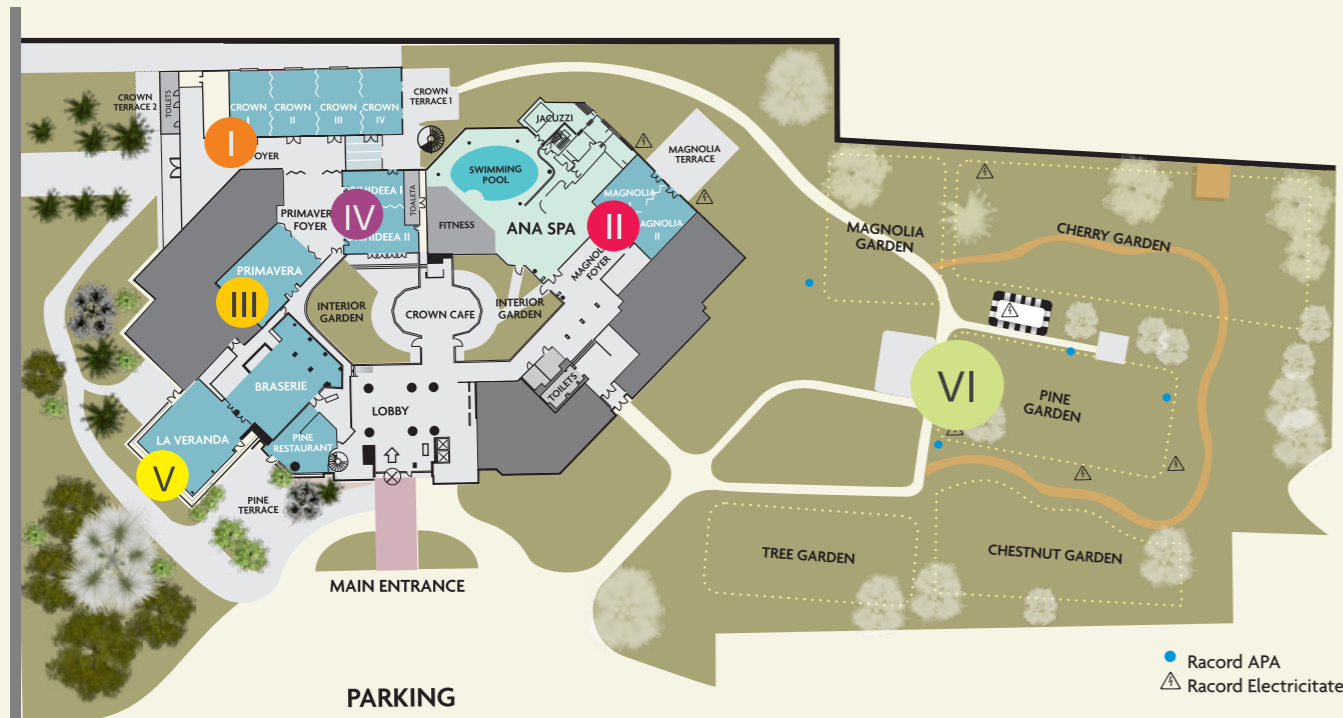 CROWN
TERRACE 2
TOILETS
CROWN
I
CROWN
II
CROWN
III
CROWN
IV
CROWN
TERRACE 1
I
FOYER
JACUZZI
SWIMMING
POOL
MAGNOLIA
TERRACE
MAGNOLIA
II
MAGNOLIA
II
II
TOALETA
IV
PRIMAVERA
FOYER
FITNESS
ANA SPA
MAGNOLIA
GARDEN
CHERRY GARDEN
PRIMAVERA
III
INTERIOR
GARDEN
CROWN CAFE
INTERIOR
GARDEN
FOYER
TOILETS
BRASERIE
LOBBY
VI
PINE
GARDEN
LA VERANDA
PINE
RESTAURANT
V
PINE
TERRACE
TREE GARDEN
CHESTNUT GARDEN
MAIN ENTRANCE
PARKING
Racord APA
Racord Electricitate